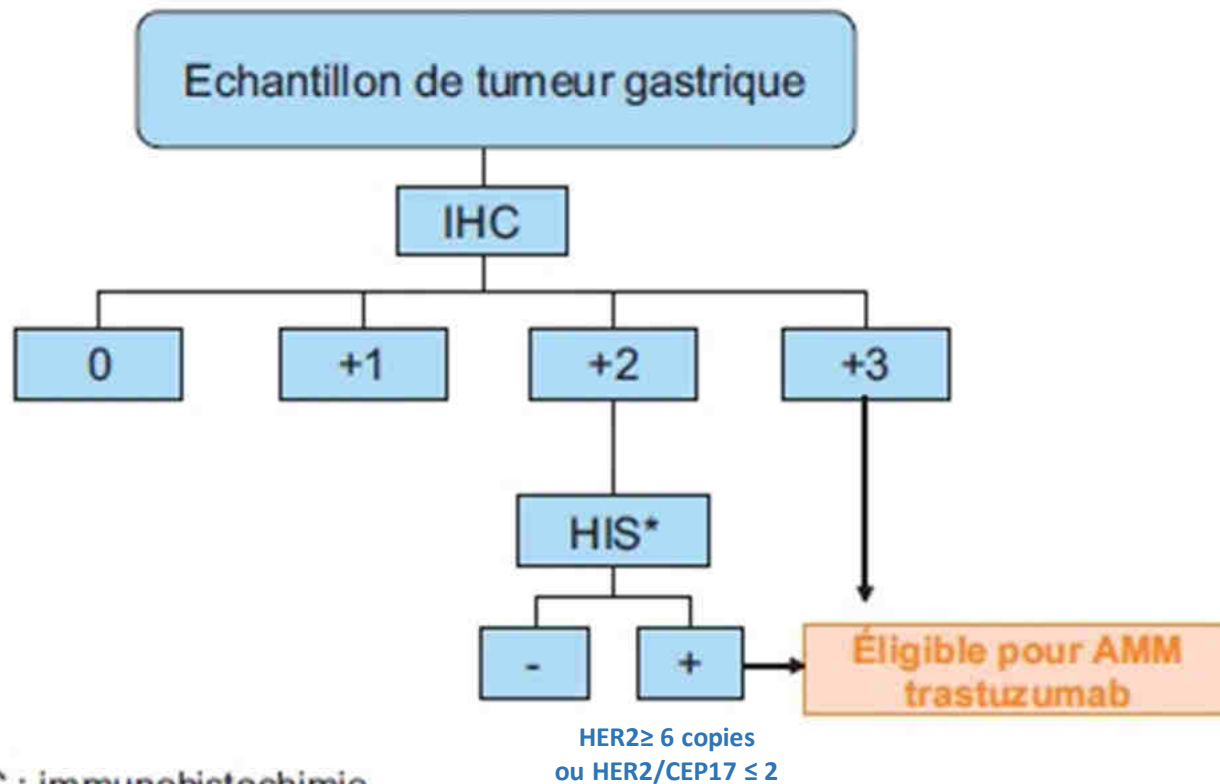 Echantillon de tumeur gastrique
IHC
0
+1
+2
+3
HIS*
-
+
Éligible pour AMM
trastuzumab
HER2≥ 6 copies
ou HER2/CEP17 ≤ 2
: immunohistochimie